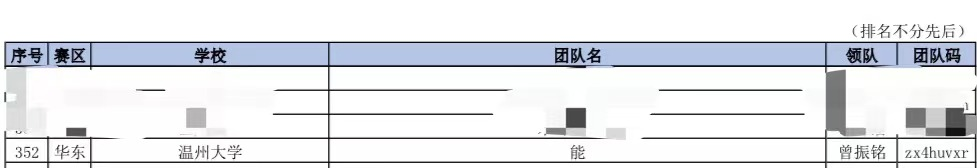 （排名不分先后）
序号 赛区 学校 团队名 领队 团队码
352 华东 温州大学 能 曾振铭 zx4huvxr